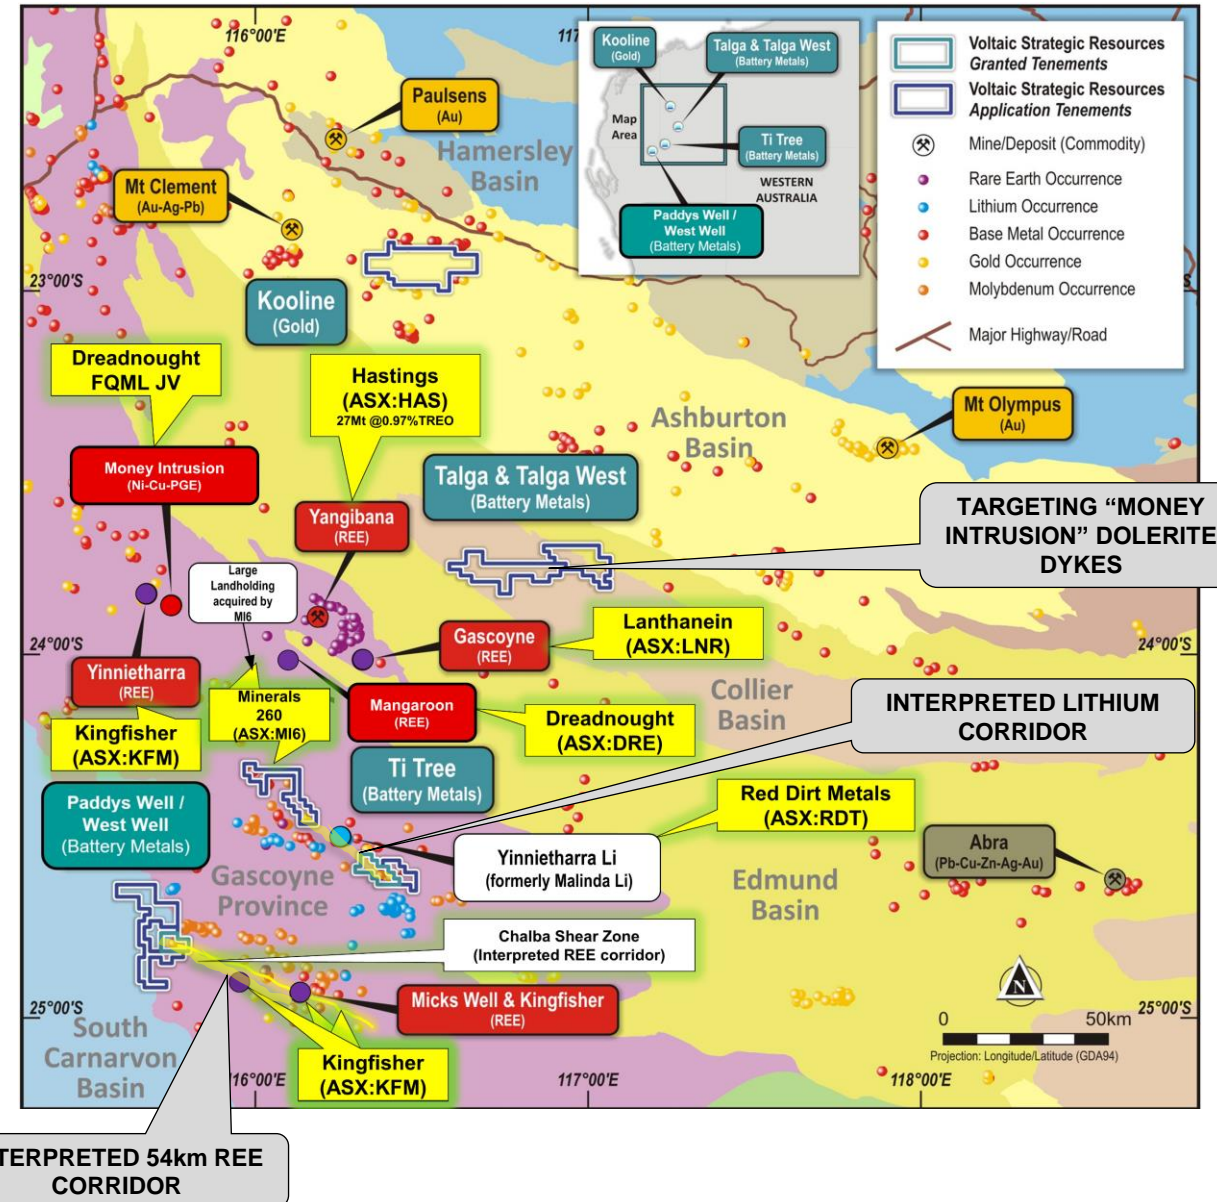 116°00'E
117
Kooline
(Gold)
Talga & Talga West
(Battery Metals)
Map
Area
Ti Tree
(Battery Metals)
WESTERN
AUSTRALIA
Paddys Well /
West Well
(Battery Metals)
Voltaic Strategic Resources
Granted Tenements
Voltaic Strategic Resources
Application Tenements
Mine/Deposit (Commodity)
Rare Earth Occurrence
Lithium Occurrence
Base Metal Occurrence
Gold Occurrence
Molybdenum Occurrence
Major Highway/Road
Paulsens
(Au)
Hamersley
Basin
Mt Clement
(Au-Ag-Pb)
23°00'S
S
Kooline
(Gold)
Dreadnought
FQML JV
Hastings
(ASX:HAS)
27Mt @0.97%TREO
Mt Olympus
(Au)
Ashburton
Basin
Money Intrusion
(Ni-Cu-PGE)
Talga & Talga West
(Battery Metals)
Yangibana
(REE)
TARGETING “MONEY
INTRUSION” DOLERITE
DYKES
Large
Landholding
acquired by
MI6
24°00'S
24°00'S
Gascoyne
(REE)
Lanthanein
(ASX:LNR)
Yinnietharra
(REE)
Minerals
260
(ASX:MI6)
Mangaroon
(REE)
Collier
Basin
INTERPRETED LITHIUM
CORRIDOR
Kingfisher
(ASX:KFM)
Dreadnought
(ASX:DRE)
Ti Tree
(Battery Metals)
Paddys Well /
West Well
(Battery Metals)
Red Dirt Metals
(ASX:RDT)
Yinnietharra Li
(formerly Malinda Li)
Abra
(Pb-Cu-Zn-Ag-Au)
Gascoyne
Province
Edmund
Basin
Chalba Shear Zone
(Interpreted REE corridor)
N
25°00'S
25°00'S
Micks Well & Kingfisher
(REE)
0
50km
Projection: Longitude/Latitude (GDA94)
South
Carnarvon
Basin
Kingfisher
(ASX:KFM)
116°00'E
117°00'E
118°00'E
TERPRETED 54km REE
CORRIDOR